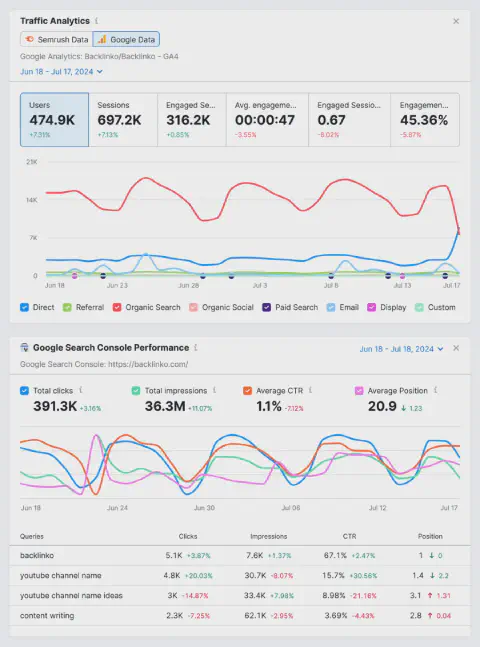 Traffic Analytics i
Semrush Data Google Data
Google Analytics: Backlinko/Backlinko - GA4
Jun 18 - Jul 17, 2024
Users Sessions Engaged Se... Avg. engageme... Engaged Sessio... Engagemen...
474.9K 697.2K 316.2K 00:00:47 0.67 45.36%
+7.51% +7.13% +0.85% -3.55% -6.02% -5.87%
21K
14K
7K
0
Jun 18 Jun 23 Jun 28 Jul 3 Jul 8 Jul 13 Jul 17
Direct Referral Organic Search Organic Social Paid Search Email Display Custom
Google Search Console Performance i
Jun 18 - Jul 18, 2024
Google Search Console: https://backlinko.com/
Total clicks i Total impressions i Average CTR i Average Position i
391.3K +3.16% 36.3M +11.07% 1.1% -7.12% 20.9 ↓ 1.23
Jun 18 Jun 24 Jun 30 Jul 06 Jul 12 Jul 17
Queries Clicks Impressions CTR Position
backlinko 5.1K +3.87% 7.6K +1.37% 67.1% +2.47% 1 ↓ 0
youtube channel name 4.8K +20.03% 30.7K -8.07% 15.7% +30.56% 1.4 ↓ 2.2
youtube channel name ideas 3K -14.87% 33.4K +7.98% 8.98% -21.16% 3.1 ↑ 1.31
content writing 2.3K -7.25% 62.1K -2.95% 3.69% -4.43% 2.8 ↑ 0.04